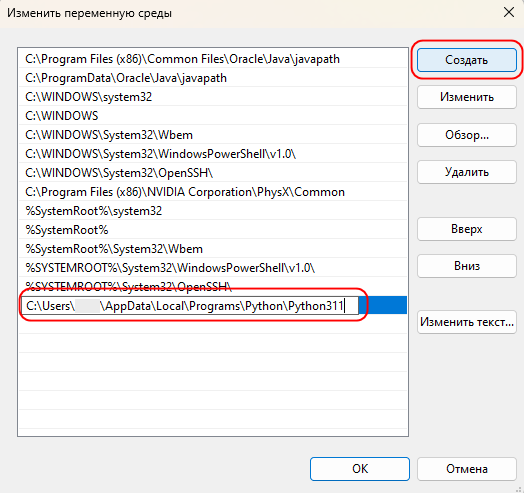 Изменить переменную среды
C:\Program Files (x86)\Common Files\Oracle\Java\javapath
C:\ProgramData\Oracle\Java\javapath
C:\WINDOWS\system32
C:\WINDOWS
C:\WINDOWS\System32\Wbem
C:\WINDOWS\System32\WindowsPowerShell\v1.0\
C:\WINDOWS\System32\OpenSSH\
C:\Program Files (x86)\NVIDIA Corporation\PhysX\Common
%SystemRoot%\system32
%SystemRoot%
%SystemRoot%\System32\Wbem
%SYSTEMROOT%\System32\WindowsPowerShell\v1.0\
%SYSTEMROOT%\System32\OpenSSH\
C:\Users\ \AppData\Local\Programs\Python\Python311
Создать
Изменить
Обзор...
Удалить
Вверх
Вниз
Изменить текст...
ОК
Отмена